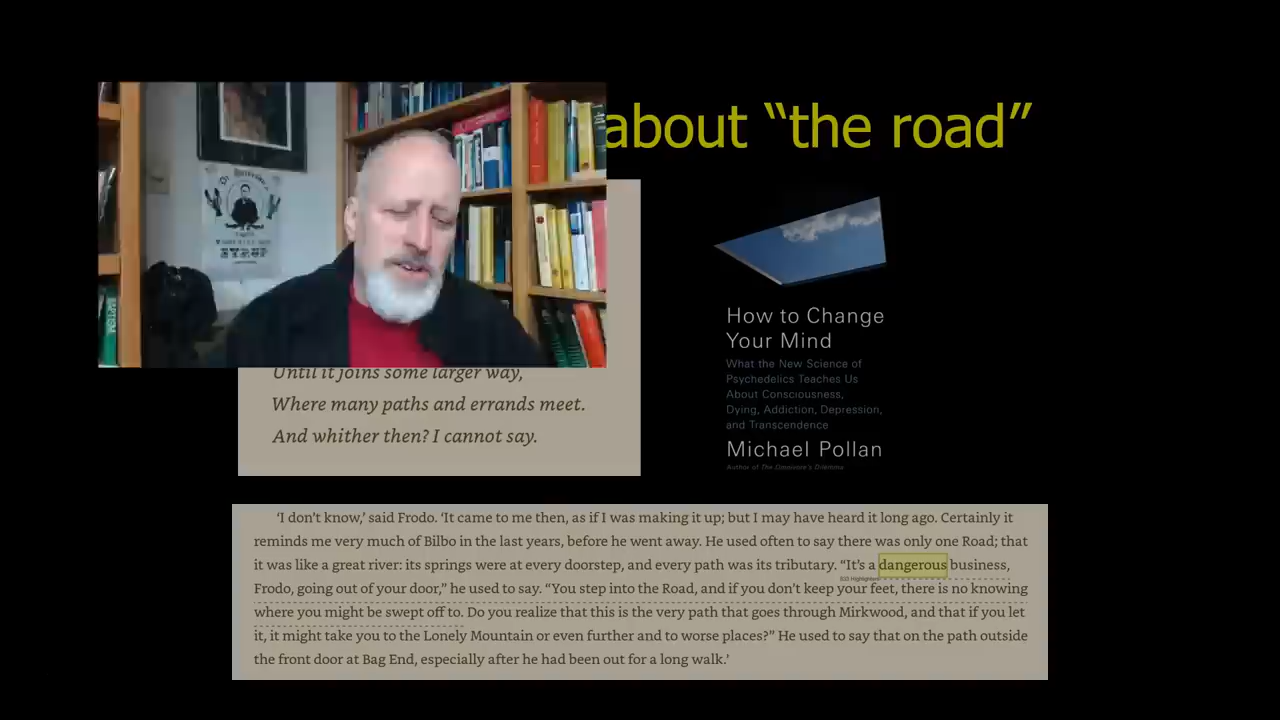 about “the road”
Until it joins some larger way,
Where many paths and errands meet.
And whither then? I cannot say.
How to Change
Your Mind
What the New Science of
Psychedelics Teaches Us
About Consciousness,
Dying, Addiction, Depression,
and Transcendence
Michael Pollan
Author of The Omnivore's Dilemma
‘I don’t know,’ said Frodo. ‘It came to me then, as if I was making it up; but I may have heard it long ago. Certainly it
reminds me very much of Bilbo in the last years, before he went away. He used often to say there was only one Road; that
it was like a great river: its springs were at every doorstep, and every path was its tributary. “It’s a dangerous business,
Frodo, going out of your door,” he used to say. “You step into the Road, and if you don’t keep your feet, there is no knowing
where you might be swept off to. Do you realize that this is the very path that goes through Mirkwood, and that if you let
it, it might take you to the Lonely Mountain or even further and to worse places?” He used to say that on the path outside
the front door at Bag End, especially after he had been out for a long walk.’